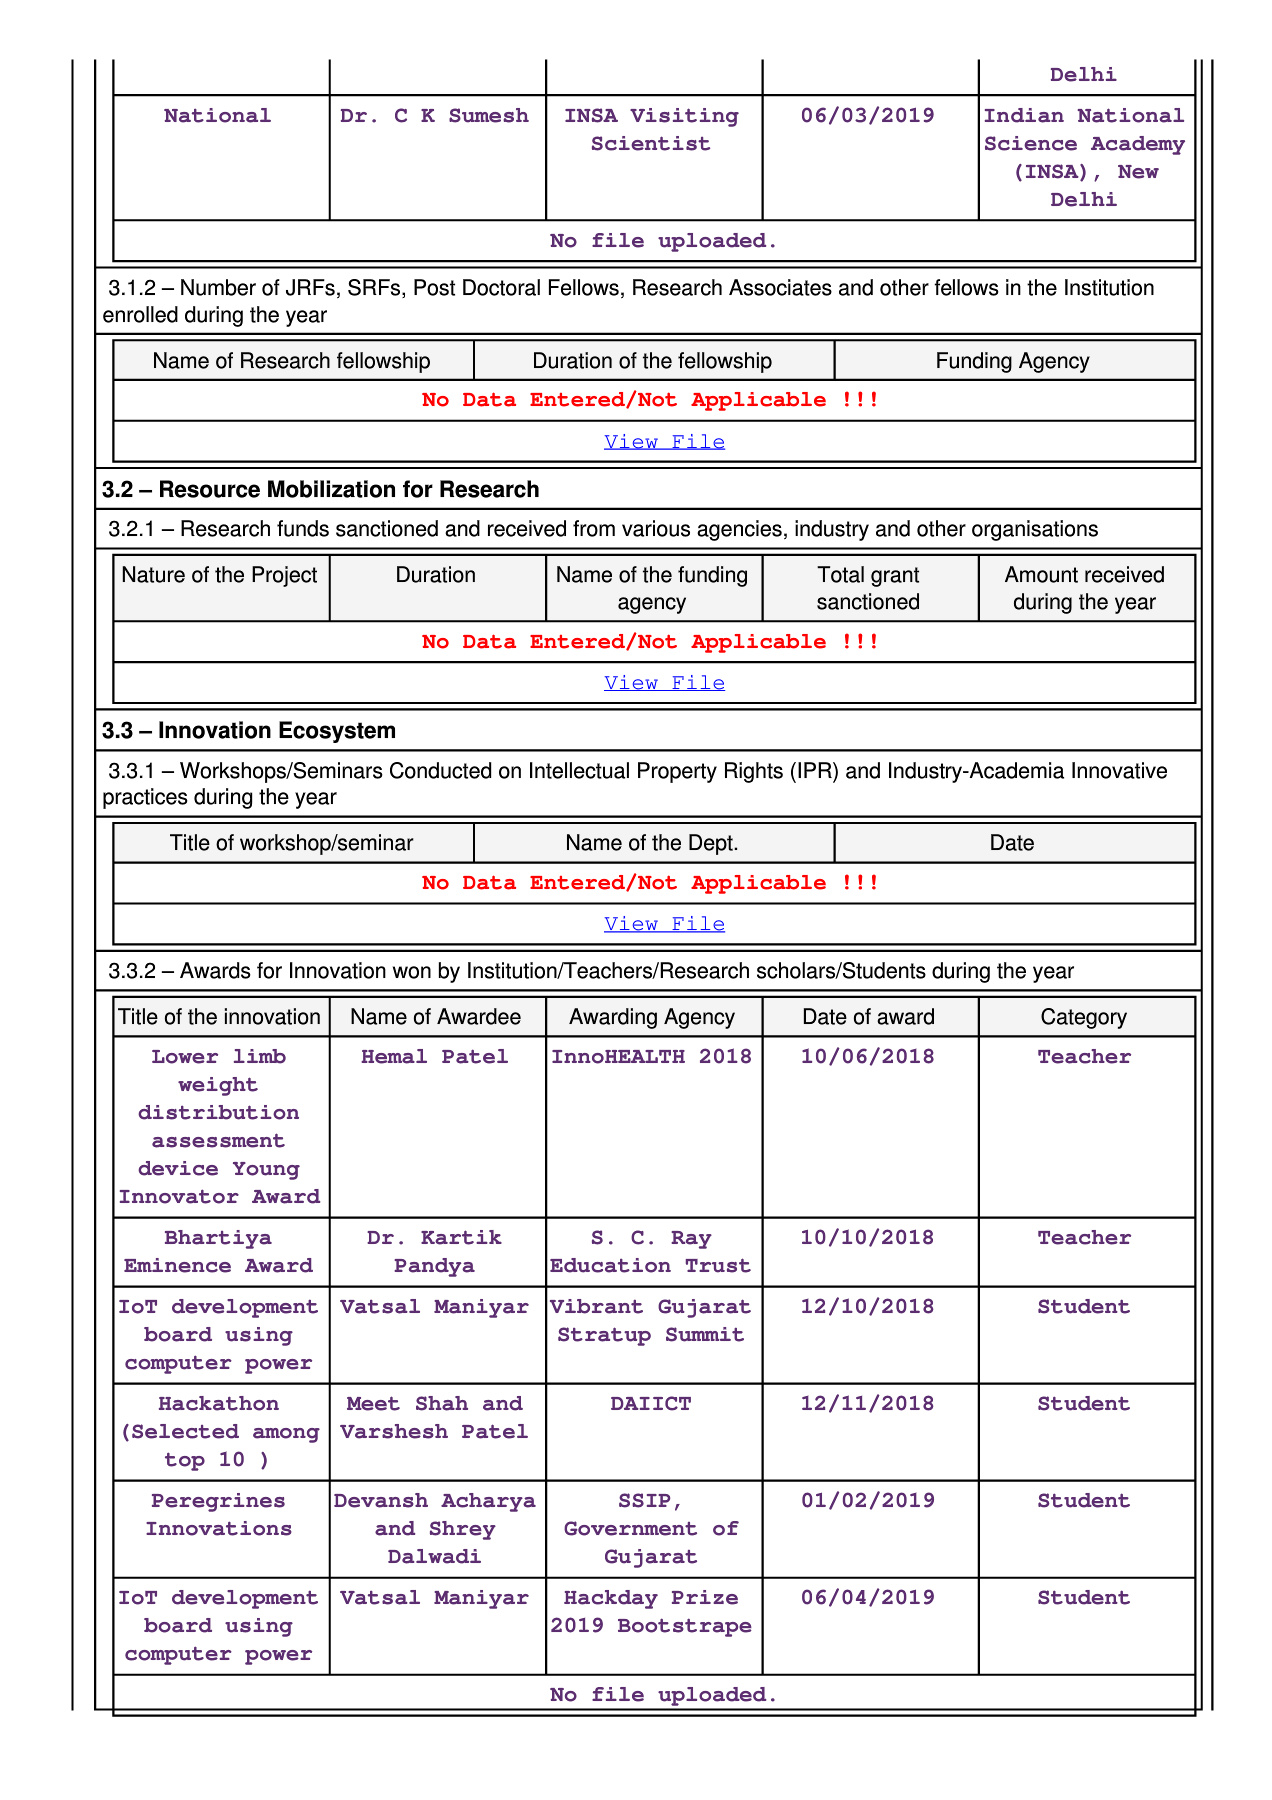 Delhi
National Dr. C K Sumesh INSA Visiting 06/03/2019 Indian National
Scientist Science Academy
(INSA), New
Delhi
No file uploaded.
3.1.2 – Number of JRFs, SRFs, Post Doctoral Fellows, Research Associates and other fellows in the Institution
enrolled during the year
Name of Research fellowship Duration of the fellowship Funding Agency
No Data Entered/Not Applicable !!!
View File
3.2 – Resource Mobilization for Research
3.2.1 – Research funds sanctioned and received from various agencies, industry and other organisations
Nature of the Project Duration Name of the funding Total grant Amount received
agency sanctioned during the year
No Data Entered/Not Applicable !!!
View File
3.3 – Innovation Ecosystem
3.3.1 – Workshops/Seminars Conducted on Intellectual Property Rights (IPR) and Industry-Academia Innovative
practices during the year
Title of workshop/seminar Name of the Dept. Date
No Data Entered/Not Applicable !!!
View File
3.3.2 – Awards for Innovation won by Institution/Teachers/Research scholars/Students during the year
Title of the innovation Name of Awardee Awarding Agency Date of award Category
Lower limb Hemal Patel InnoHEALTH 2018 10/06/2018 Teacher
weight
distribution
assessment
device Young
Innovator Award
Bhartiya Dr. Kartik S. C. Ray 10/10/2018 Teacher
Eminence Award Pandya Education Trust
IoT development Vatsal Maniyar Vibrant Gujarat 12/10/2018 Student
board using Stratup Summit
computer power
Hackathon Meet Shah and DAIICT 12/11/2018 Student
(Selected among Varshesh Patel
top 10 )
Peregrines Devansh Acharya SSIP, 01/02/2019 Student
Innovations and Shrey Government of
Dalwadi Gujarat
IoT development Vatsal Maniyar Hackday Prize 06/04/2019 Student
board using 2019 Bootstrape
computer power
No file uploaded.